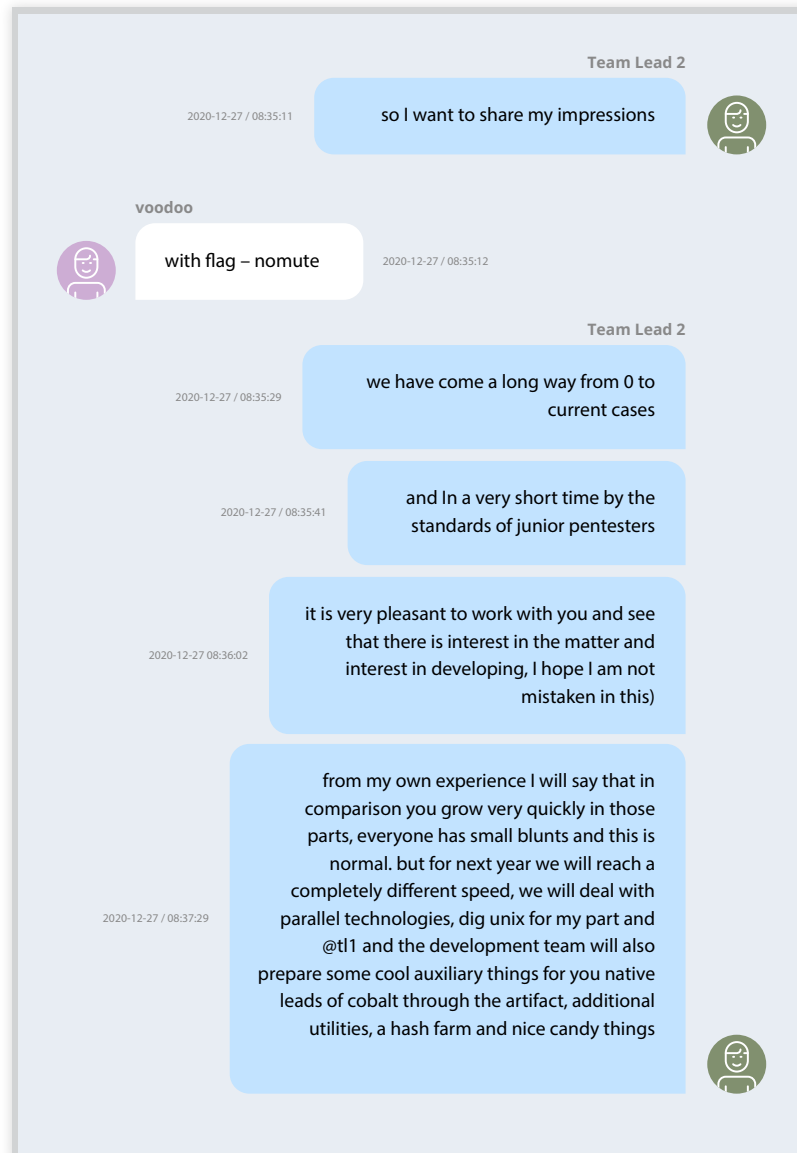 Team Lead 2
2020-12-27 / 08:35:11
so I want to share my impressions
voodoo
with flag – nomute
2020-12-27 / 08:35:12
Team Lead 2
we have come a long way from 0 to
current cases
2020-12-27 / 08:35:29
and In a very short time by the
standards of junior pentesters
2020-12-27 / 08:35:41
it is very pleasant to work with you and see
that there is interest in the matter and
interest in developing, I hope I am not
mistaken in this)
2020-12-27 08:36:02
from my own experience I will say that in
comparison you grow very quickly in those
parts, everyone has small blunts and this is
normal. but for next year we will reach a
completely different speed, we will deal with
parallel technologies, dig unix for my part and
@tl1 and the development team will also
prepare some cool auxiliary things for you native
leads of cobalt through the artifact, additional
utilities, a hash farm and nice candy things
2020-12-27 / 08:37:29